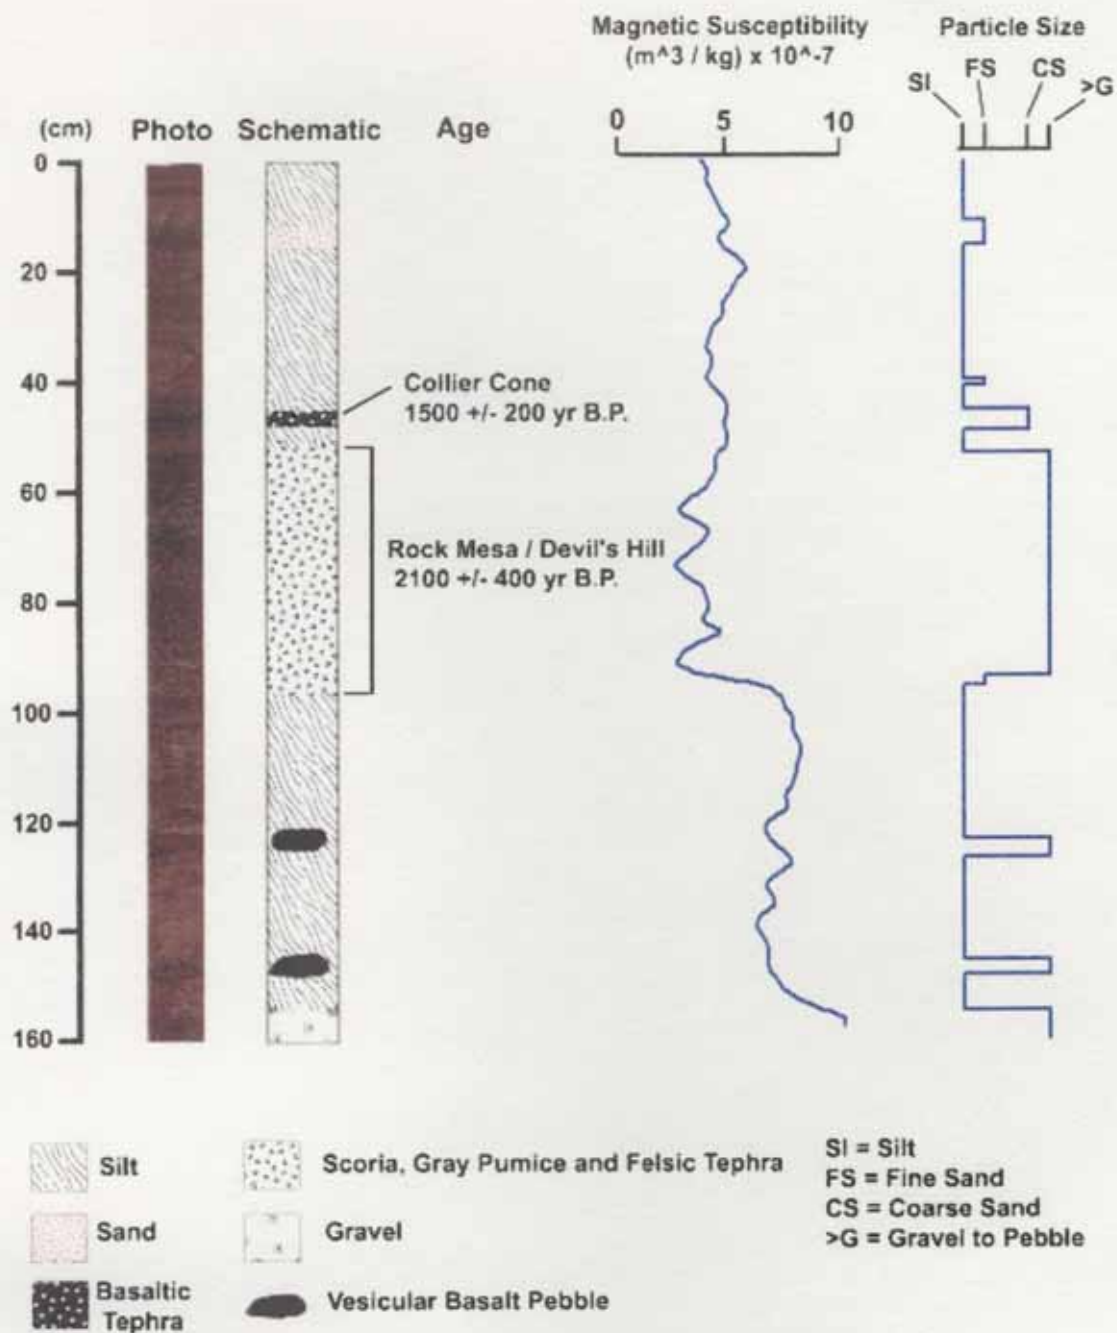 Magnetic Susceptibility
(m^3 / kg) x 10^-7
Particle Size
SI FS CS >G
0 5 10
(cm) Photo Schematic Age
0
20
40
60
80
100
120
140
160
Collier Cone
1500 +/- 200 yr B.P.
Rock Mesa / Devil's Hill
2100 +/- 400 yr B.P.
Silt
Scoria, Gray Pumice and Felsic Tephra
Sand
Gravel
Basaltic
Tephra
Vesicular Basalt Pebble
SI = Silt
FS = Fine Sand
CS = Coarse Sand
>G = Gravel to Pebble